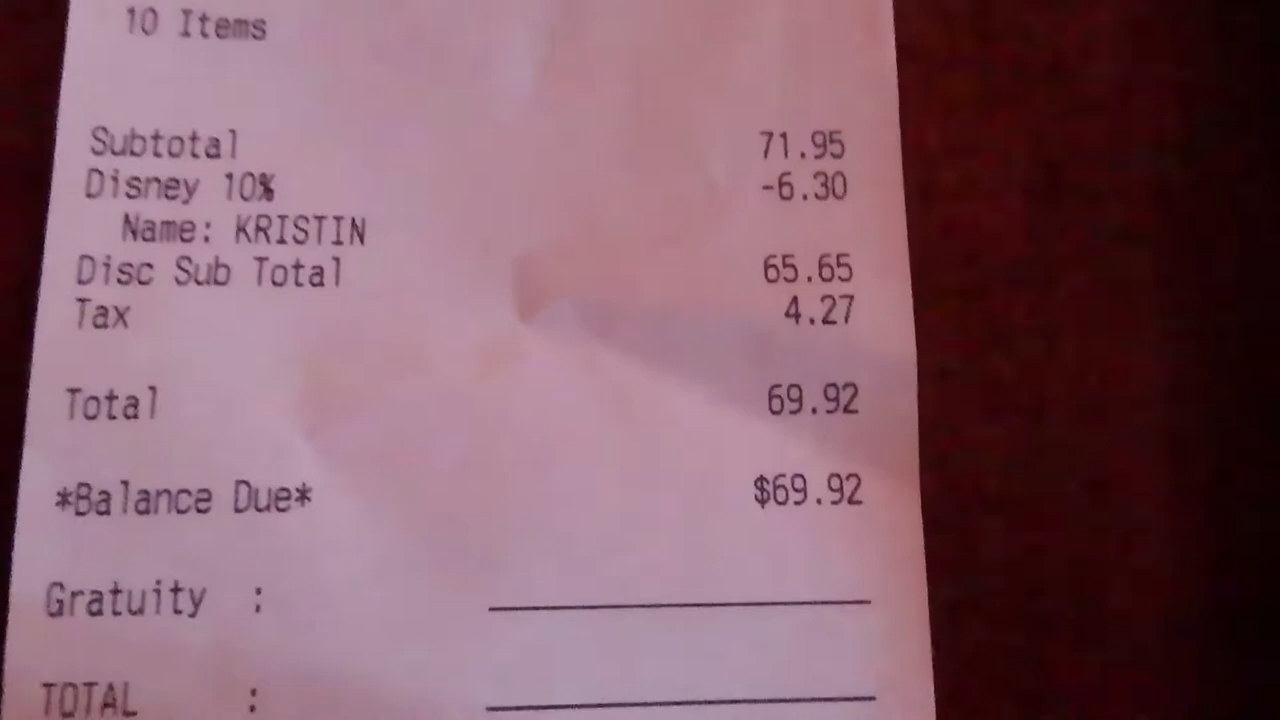 10 Items
Subtotal 71.95
Disney 10% -6.30
Name: KRISTIN
Disc Sub Total 65.65
Tax 4.27
Total 69.92
*Balance Due* $69.92
Gratuity :
TOTAL :